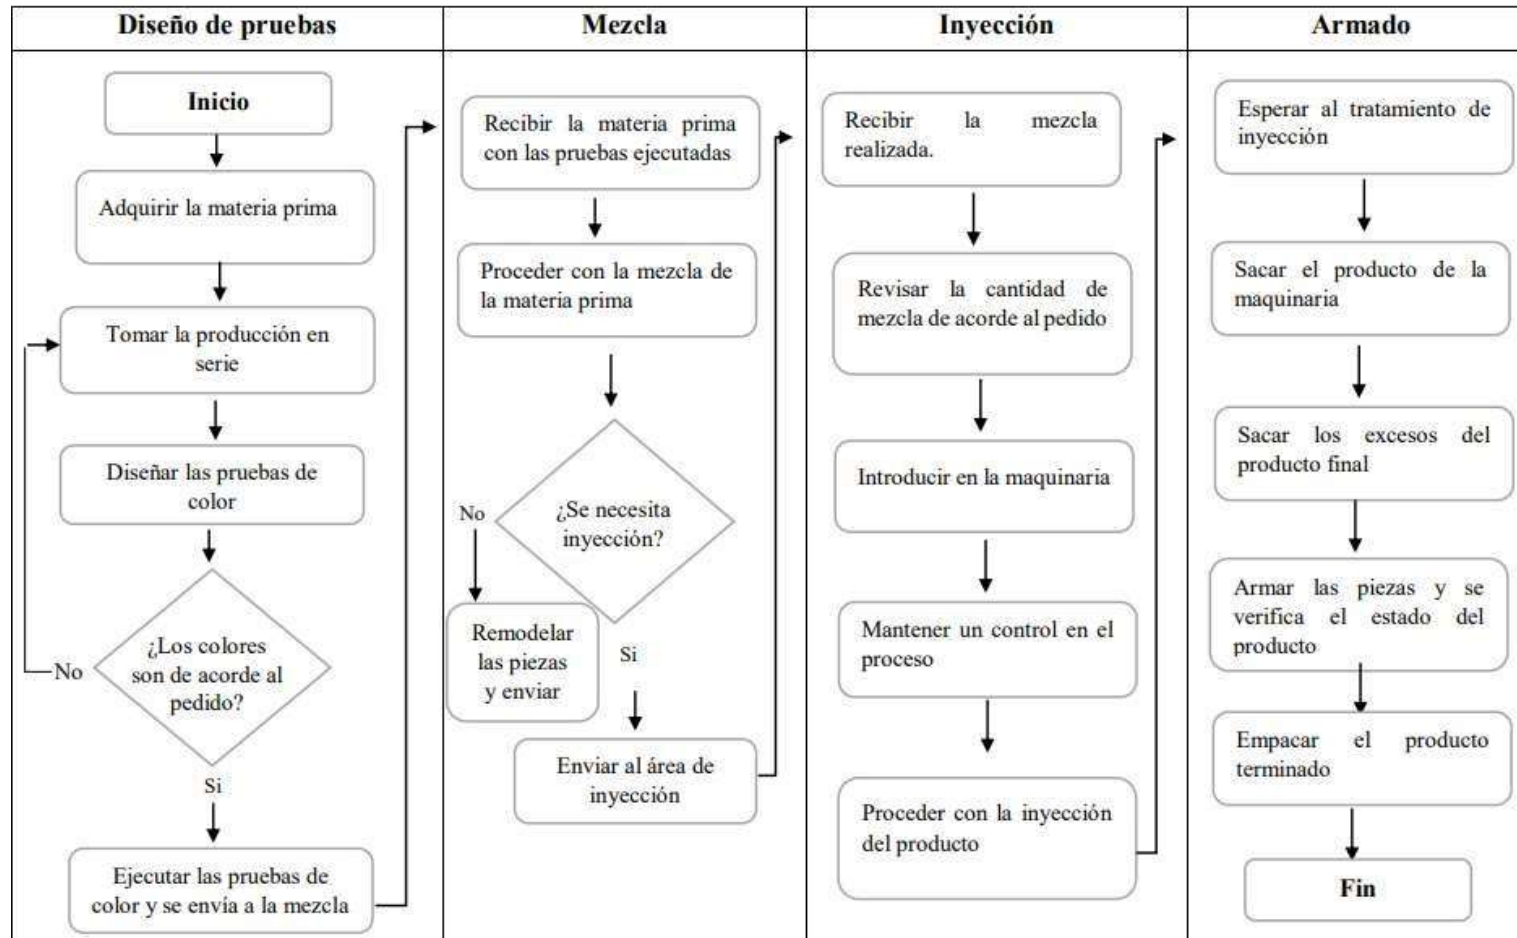 Diseño de pruebas
Mezcla
Inyección
Armado
Inicio
Adquirir la materia prima
Tomar la producción en
serie
Diseñar las pruebas de
color
¿Los colores
son de acorde al
pedido?
No
Si
Ejecutar las pruebas de
color y se envía a la mezcla
Recibir la materia prima
con las pruebas ejecutadas
Proceder con la mezcla de
la materia prima
¿Se necesita
inyección?
No
Remodelar
las piezas
y enviar
Si
Enviar al área de
inyección
Recibir la mezcla
realizada.
Revisar la cantidad de
mezcla de acorde al pedido
Introducir en la maquinaria
Mantener un control en el
proceso
Proceder con la inyección
del producto
Esperar al tratamiento de
inyección
Sacar el producto de la
maquinaria
Sacar los excesos del
producto final
Armar las piezas y se
verifica el estado del
producto
Empacar el producto
terminado
Fin